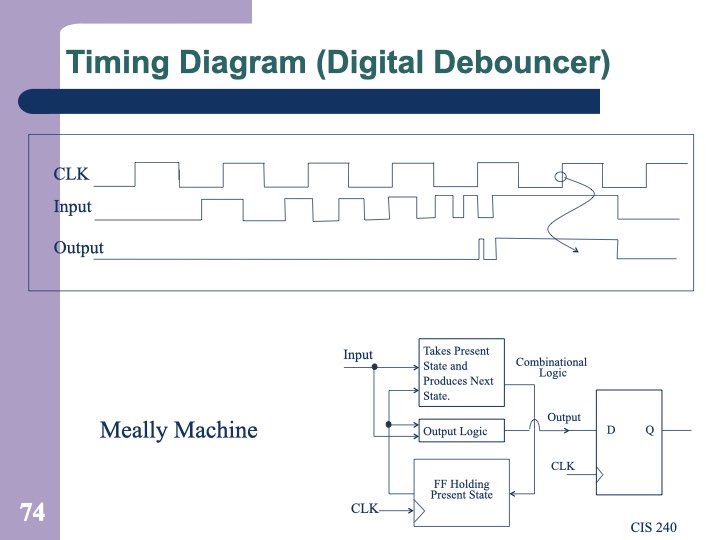 Timing Diagram (Digital Debouncer)
CLK
Input
Output
Input
Takes Present
State and
Produces Next
State.
Combinational
Logic
Meally Machine
Output Logic
Output
D Q
CLK
FF Holding
Present State
CLK
74
CIS 240